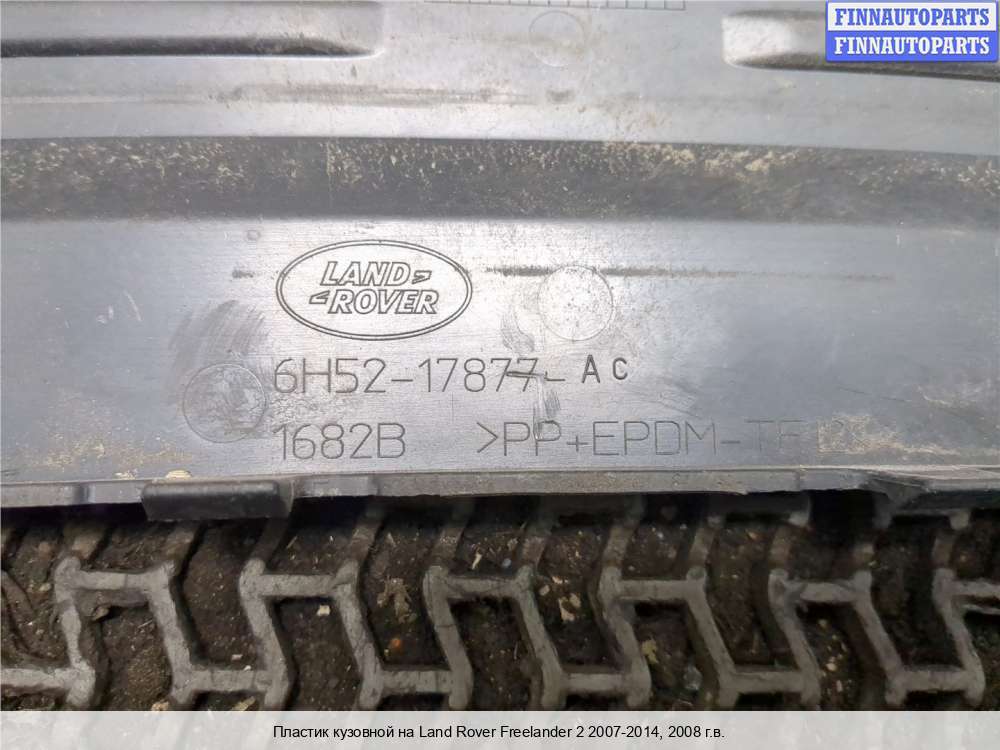 FINNAUTOPARTS
FINNAUTOPARTS
LAND
ROVER
6H52-17877- AC
1682B >PP+EPDM-
Пластик кузовной на Land Rover Freelander 2 2007-2014, 2008 г.в.